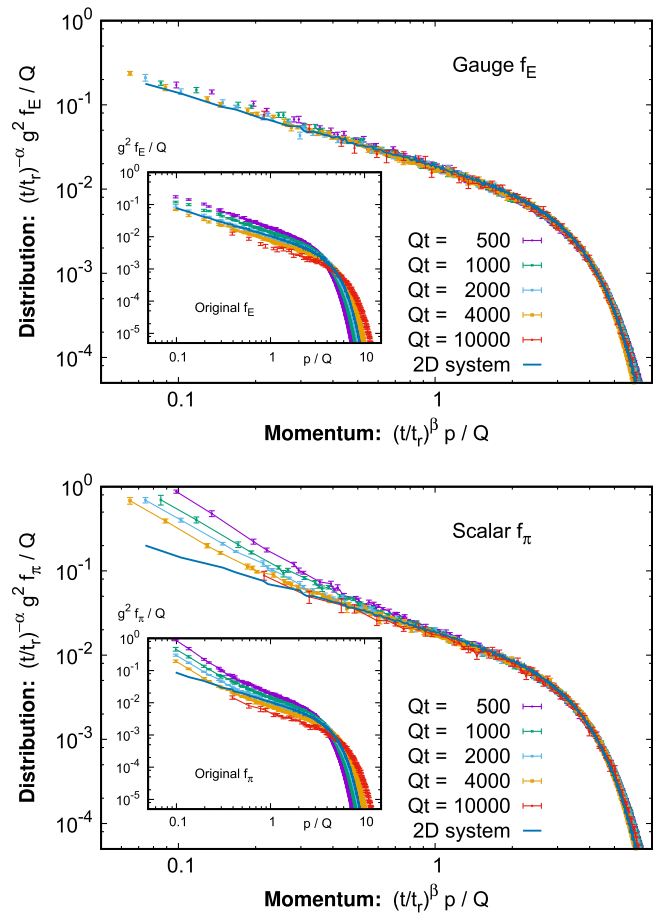 Gauge f_E
Distribution: (t/t_r)^{-α} g^2 f_E / Q
10^0
10^{-1}
10^{-2}
10^{-3}
10^{-4}
g^2 f_E / Q
10^0
10^{-1}
10^{-2}
10^{-3}
10^{-4}
10^{-5}
Original f_E
0.1 1 p / Q 10
Qt = 500
Qt = 1000
Qt = 2000
Qt = 4000
Qt = 10000
2D system
0.1 1
Momentum: (t/t_r)^β p / Q
Scalar f_π
Distribution: (t/t_r)^{-α} g^2 f_π / Q
10^0
10^{-1}
10^{-2}
10^{-3}
10^{-4}
g^2 f_π / Q
10^0
10^{-1}
10^{-2}
10^{-3}
10^{-4}
10^{-5}
Original f_π
0.1 1 p / Q 10
Qt = 500
Qt = 1000
Qt = 2000
Qt = 4000
Qt = 10000
2D system
0.1 1
Momentum: (t/t_r)^β p / Q